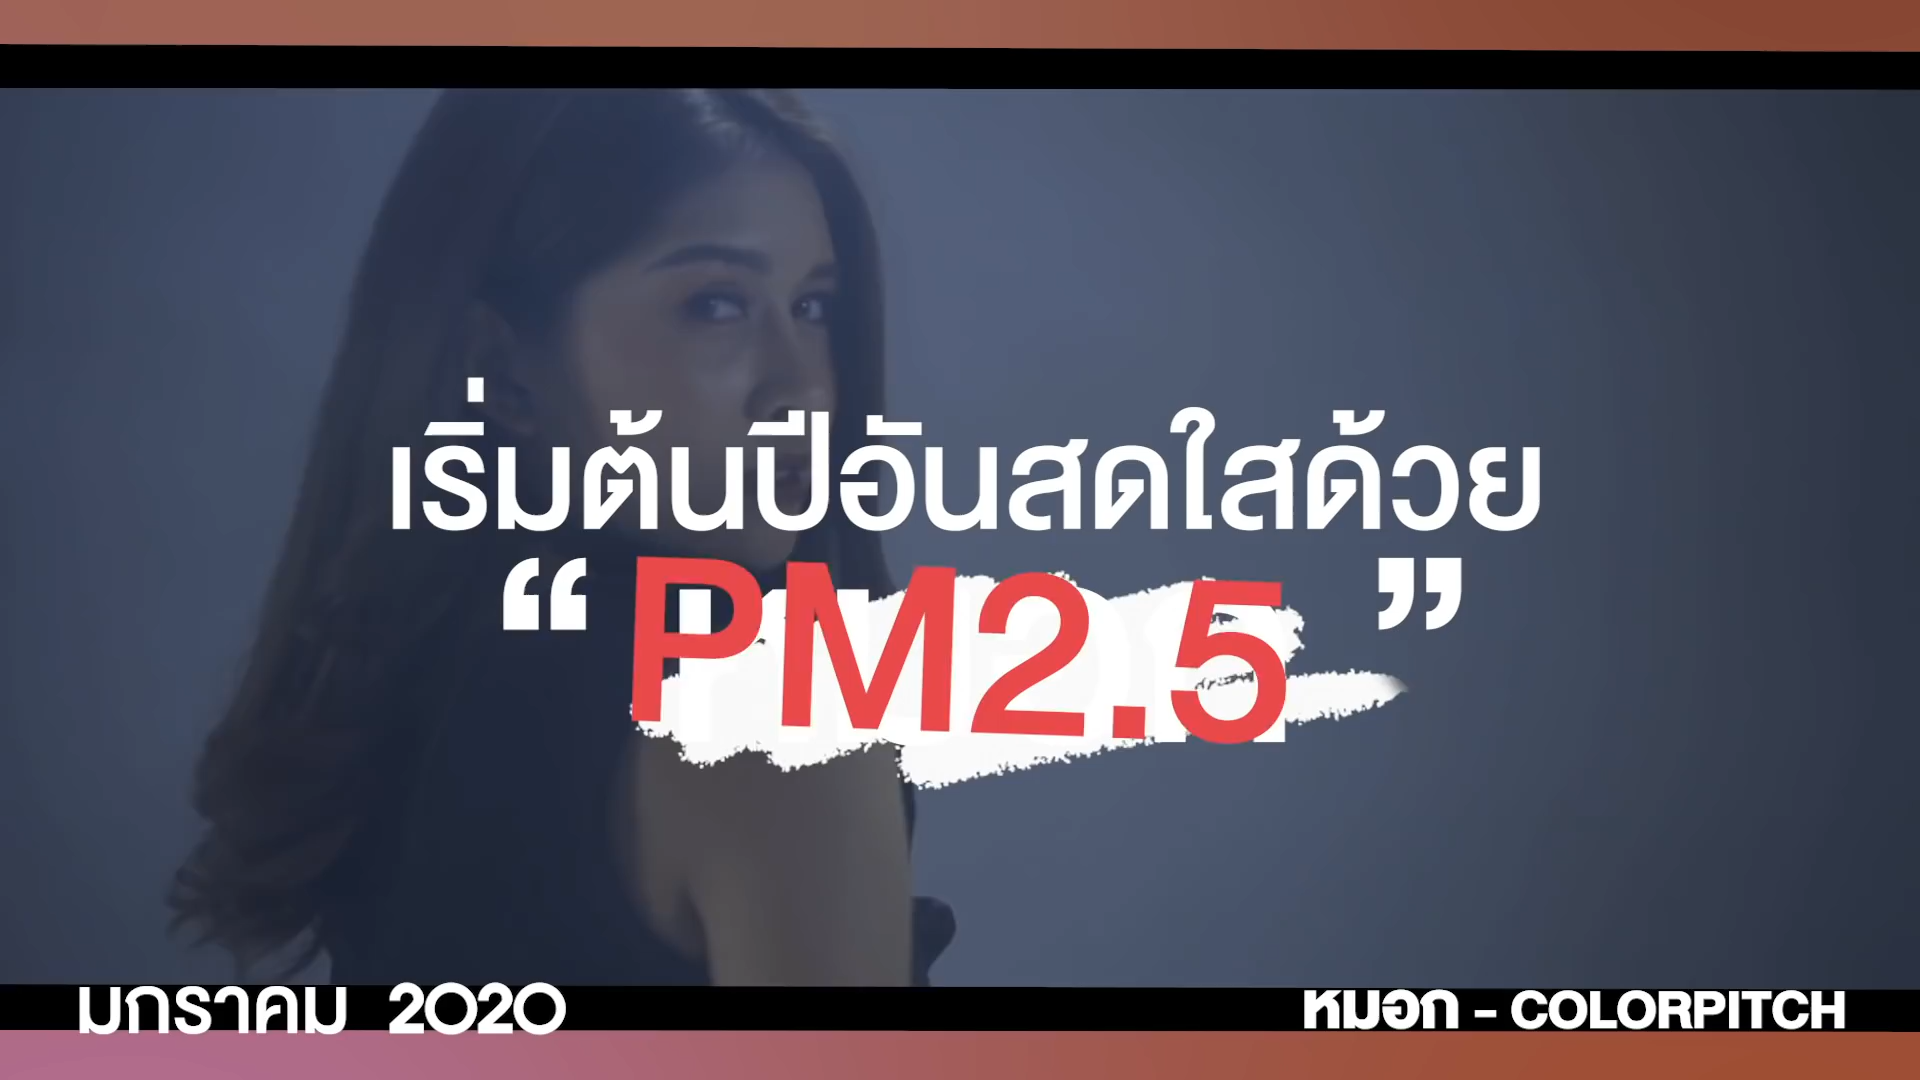 เริ่มต้นปีอันสดใสด้วย
“ PM2.5 ”
มกราคม 2020
หมอก - COLORPITCH